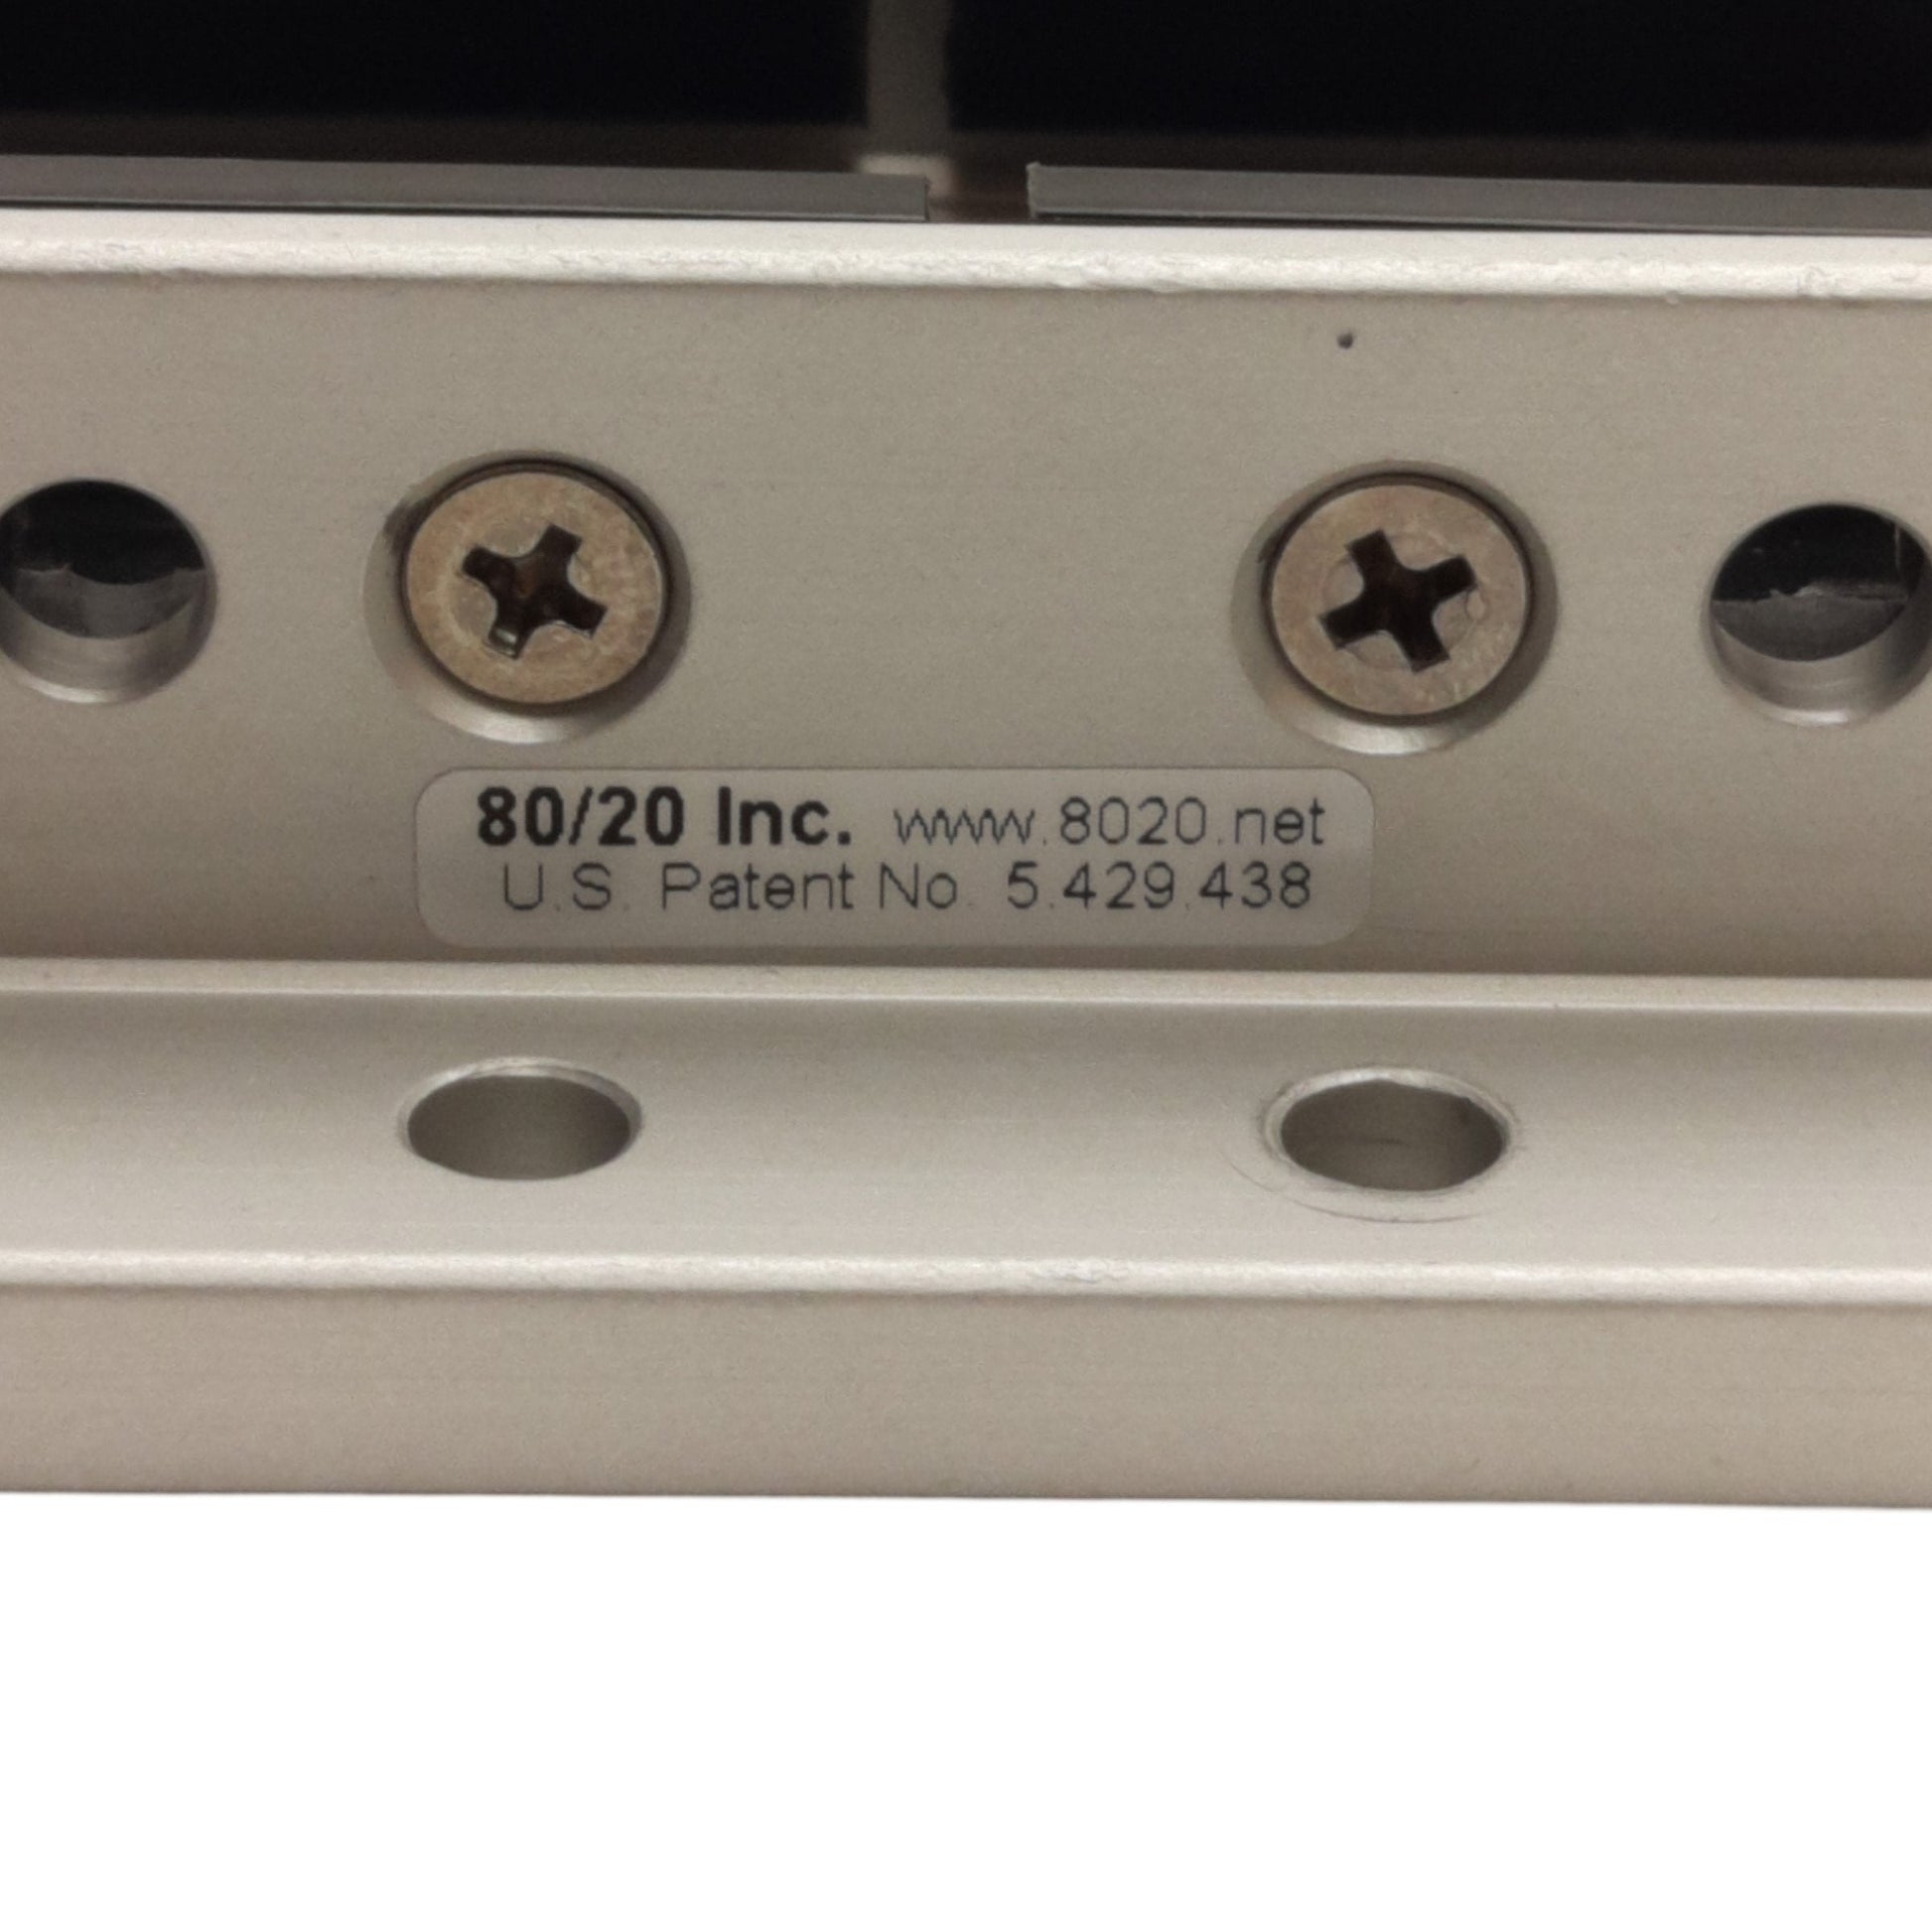 80/20 Inc. www.8020.net
U.S. Patent No. 5.429.438